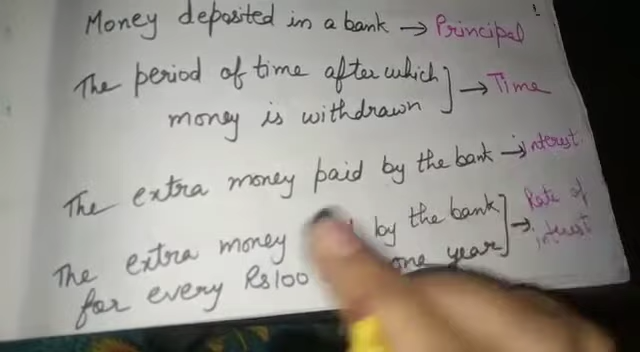 Money deposited in a bank → Principal
The period of time after which
money is withdrawn ] → Time
The extra money paid by the bank → interest
The extra money by the bank
for every Rs100 one year ] → Rate of
interest